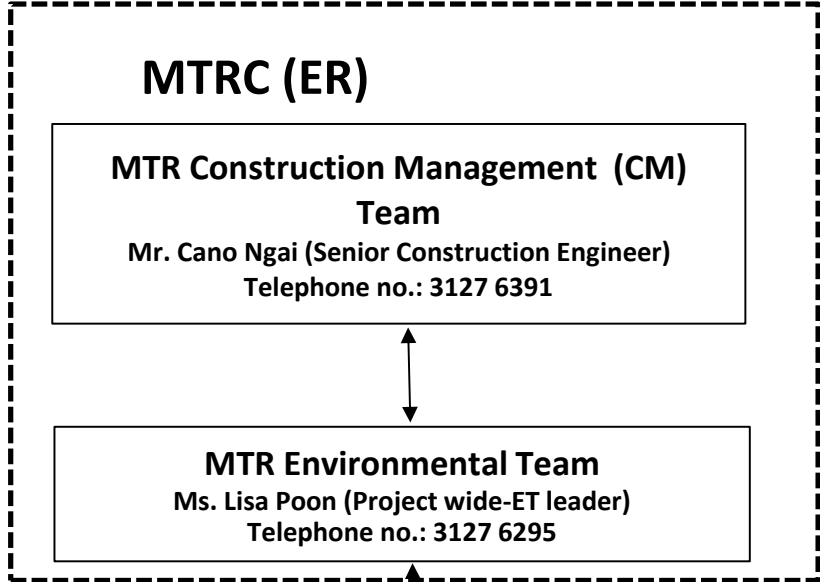 MTRC (ER)
MTR Construction Management (CM)
Team
Mr. Cano Ngai (Senior Construction Engineer)
Telephone no.: 3127 6391
MTR Environmental Team
Ms. Lisa Poon (Project wide-ET leader)
Telephone no.: 3127 6295